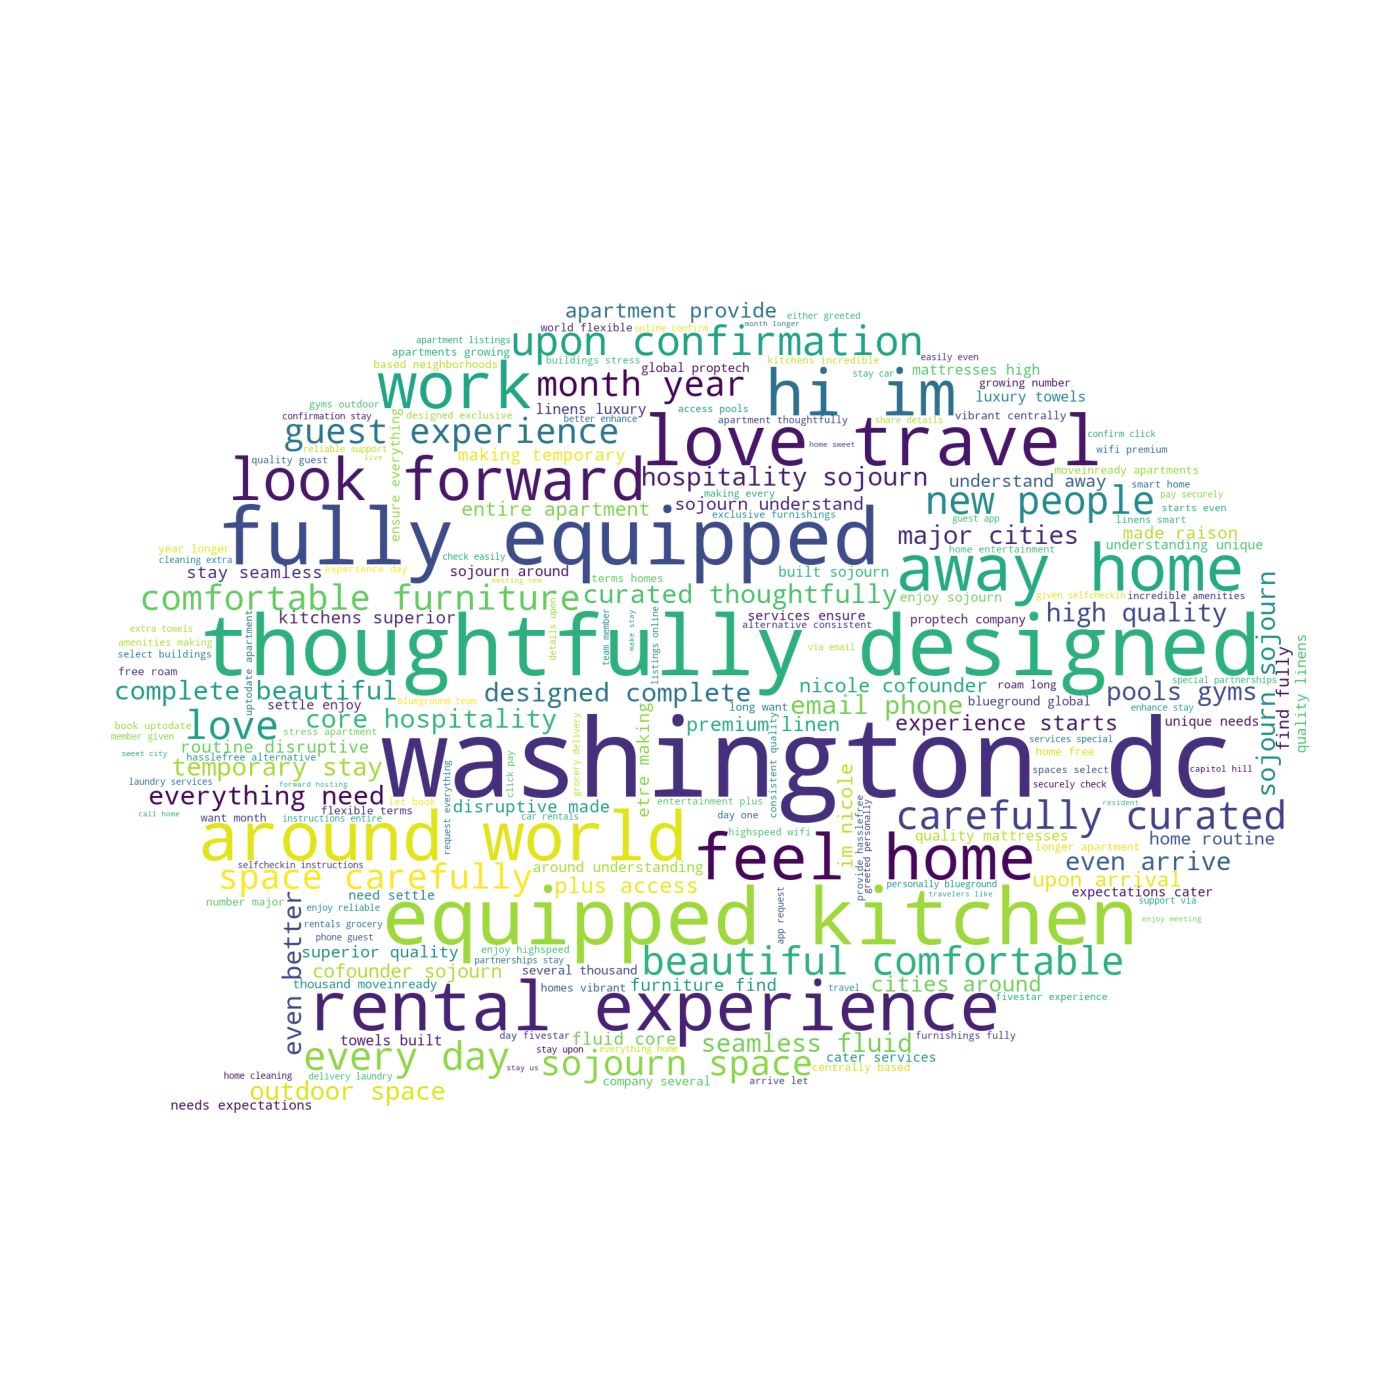 apartment provide
either greeted
month longer
world flexible
online confirm
upon confirmation
apartment listings
apartments growing
buildings stress
kitchens incredible
easily even
based neighborhoods
global proptech
stay car
mattresses high
work
month year
hi im
growing number
luxury towels
gyms outdoor
linens luxury
access pools
confirmation stay
designed exclusive
better enhance
apartment thoughtfully
share details
vibrant centrally
guest experience
love travel
confirm click
home sweet
reliable support
making temporary
wifi premium
live
quality guest
look forward
hospitality sojourn
understand away
moveinready apartments
smart home
ensure everything
making every
new people
pay securely
entire apartment
sojourn understand
starts even
exclusive furnishings
guest app
linens smart
fully equipped
major cities
made raison
year longer
cleaning extra
check easily
home entertainment
understanding unique
away home
stay seamless
experience day
sojourn around
built sojourn
meeting new
terms homes
comfortable furniture
curated thoughtfully
enjoy sojourn
given selfcheckin
incredible amenities
high quality
sojourn sojourn
kitchens superior
services ensure
proptech company
alternative consistent
extra towels
thoughtfully designed
amenities making
select buildings
uptodate apartment
details upon
team member
make stay
listings online
via email
find fully
quality linens
free roam
complete beautiful
designed complete
nicole cofounder
roam long
special partnerships
pools gyms
settle enjoy
blueground team
long want
email phone
blueground global
enhance stay
book uptodate
love
core hospitality
premium linen
experience starts
unique needs
member given
stress apartment
etre making
washington dc
services special
sweet city
routine disruptive
hasslefree alternative
home free
temporary stay
grocery delivery
click pay
consistent quality
im nicole
spaces select
capitol hill
laundry services
forward hosting
securely check
everything need
let book
disruptive made
entertainment plus
carefully curated
resident
call home
want month
flexible terms
instructions entire
request everything
car rentals
day one
around world
highspeed wifi
quality mattresses
home routine
provide hasslefree
greeted personally
feel home
longer apartment
selfcheckin instructions
around understanding
even arrive
space carefully
plus access
upon arrival
need settle
personally blueground
expectations cater
number major
travelers like
support via
enjoy reliable
equipped kitchen
app request
enjoy meeting
rentals grocery
phone guest
even better
superior quality
enjoy highspeed
partnerships stay
beautiful comfortable
cofounder sojourn
several thousand
thousand moveinready
homes vibrant
furniture find
travel
cities around
rental experience
fivestar experience
towels built
day fivestar
fluid core
seamless fluid
furnishings fully
stay upon
everything home
every day
sojourn space
cater services
stay us
centrally based
home cleaning
delivery laundry
company several
arrive let
outdoor space
needs expectations